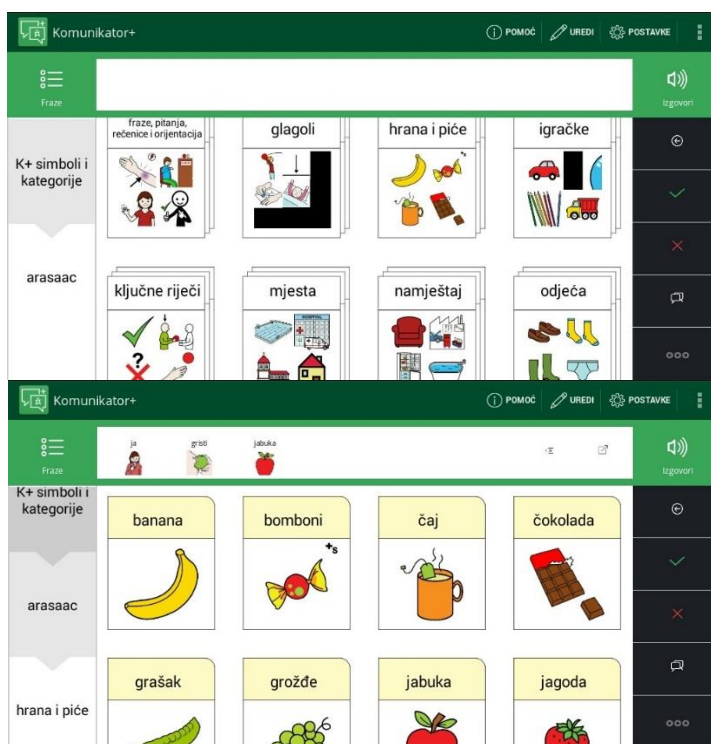 Komunikator+
POMOĆ
UREDI
POSTAVKE
Fraze
Izgovori
K+ simboli i
kategorije
arasaac
fraze, pitanja,
rečenice i orijentacija
glagoli
hrana i piće
igračke
ključne riječi
mjesta
namještaj
odjeća
HOSPITAL
?
Komunikator+
POMOĆ
UREDI
POSTAVKE
Fraze
ja
gristi
jabuka
Izgovori
K+ simboli i
kategorije
arasaac
hrana i piće
banana
bomboni
čaj
čokolada
+s
grašak
grožđe
jabuka
jagoda